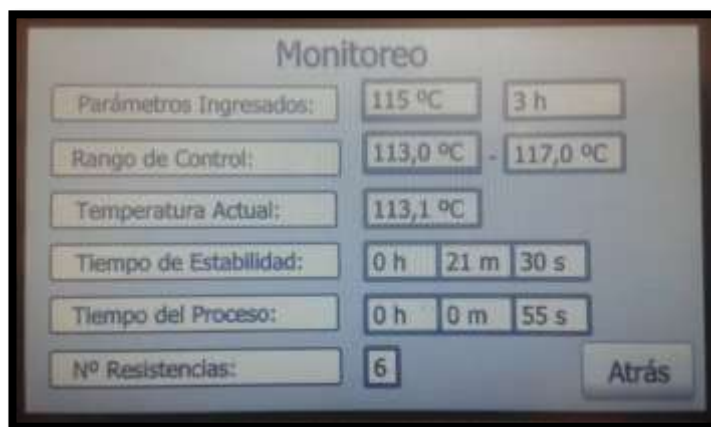 Monitoreo
Parámetros Ingresados: 115 ºC 3 h
Rango de Control: 113,0 ºC - 117,0 ºC
Temperatura Actual: 113,1 ºC
Tiempo de Estabilidad: 0 h 21 m 30 s
Tiempo del Proceso: 0 h 0 m 55 s
Nº Resistencias: 6
Atrás